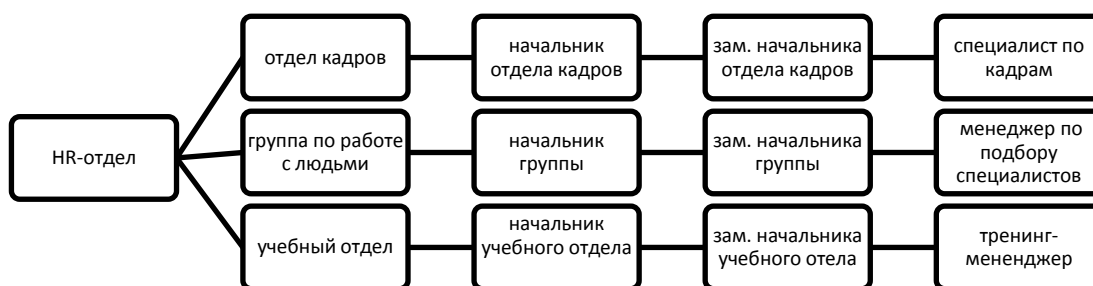 отдел кадров
начальник
отдела кадров
зам. начальника
отдела кадров
специалист по
кадрам
HR-отдел
группа по работе
с людьми
начальник
группы
зам. начальника
группы
менеджер по
подбору
специалистов
учебный отдел
начальник
учебного отдела
зам. начальника
учебного отела
тренинг-
мененджер